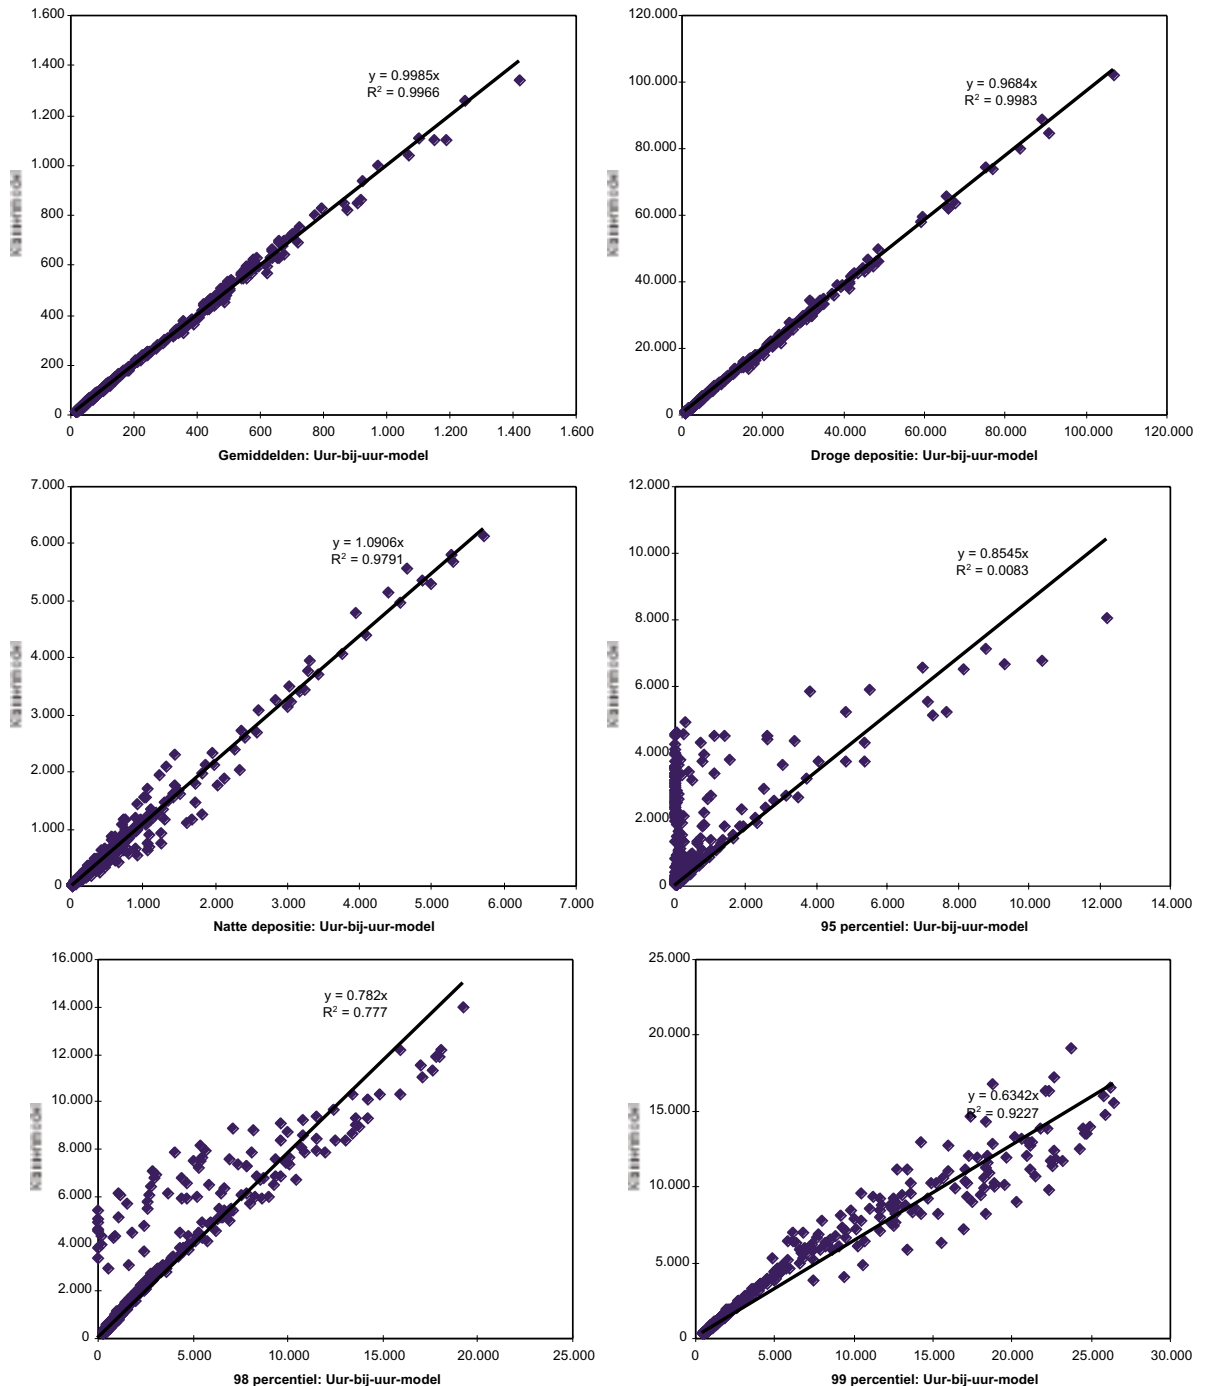 1.600
1.400
1.200
1.000
800
600
400
200
0
y = 0.9985x
R² = 0.9966
0 200 400 600 800 1.000 1.200 1.400 1.600
Gemiddelden: Uur-bij-uur-model
120.000
100.000
80.000
60.000
40.000
20.000
0
y = 0.9684x
R² = 0.9983
0 20.000 40.000 60.000 80.000 100.000 120.000
Droge depositie: Uur-bij-uur-model
7.000
6.000
5.000
4.000
3.000
2.000
1.000
0
y = 1.0906x
R² = 0.9791
0 1.000 2.000 3.000 4.000 5.000 6.000 7.000
Natte depositie: Uur-bij-uur-model
12.000
10.000
8.000
6.000
4.000
2.000
0
y = 0.8545x
R² = 0.0083
0 2.000 4.000 6.000 8.000 10.000 12.000 14.000
95 percentiel: Uur-bij-uur-model
16.000
14.000
12.000
10.000
8.000
6.000
4.000
2.000
0
y = 0.782x
R² = 0.777
0 5.000 10.000 15.000 20.000 25.000
98 percentiel: Uur-bij-uur-model
25.000
20.000
15.000
10.000
5.000
0
y = 0.6342x
R² = 0.9227
0 5.000 10.000 15.000 20.000 25.000 30.000
99 percentiel: Uur-bij-uur-model